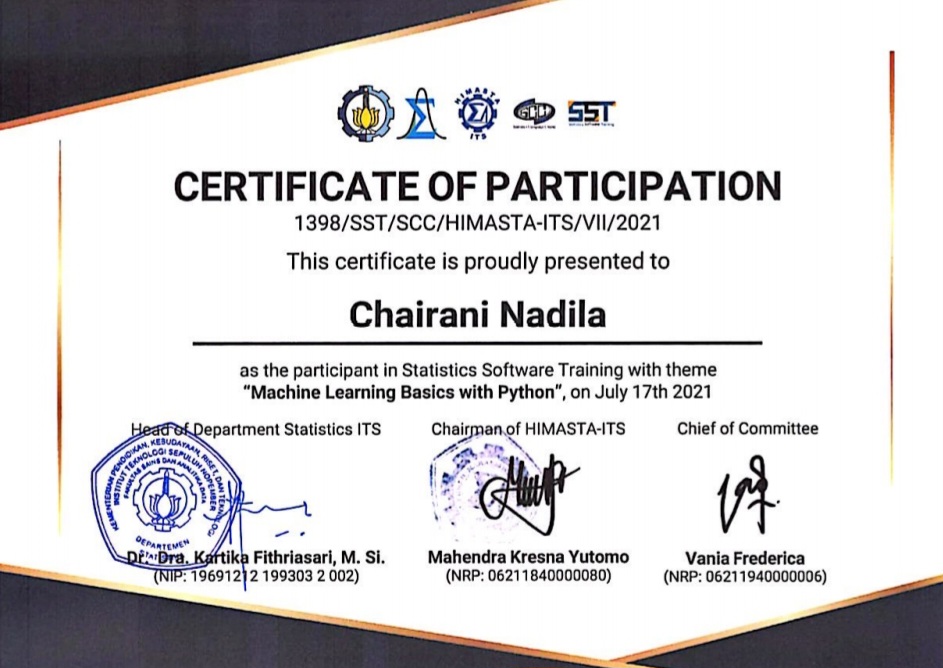 HIMASTA
ITS
SCC
SST
CERTIFICATE OF PARTICIPATION
1398/SST/SCC/HIMASTA-ITS/VII/2021
This certificate is proudly presented to
Chairani Nadila
as the participant in Statistics Software Training with theme
“Machine Learning Basics with Python”, on July 17th 2021
Head of Department Statistics ITS
Chairman of HIMASTA-ITS
Chief of Committee
KEMENTERIAN PENDIDIKAN, KEBUDAYAAN, RISET, DAN TEKNOLOGI
INSTITUT TEKNOLOGI SEPULUH NOPEMBER
FAKULTAS SAINS DAN ANALITIKA DATA
DEPARTEMEN
Dr. Dra. Kartika Fithriasari, M. Si.
(NIP: 19691212 199303 2 002)
Mahendra Kresna Yutomo
(NRP: 06211840000080)
Vania Frederica
(NRP: 06211940000006)